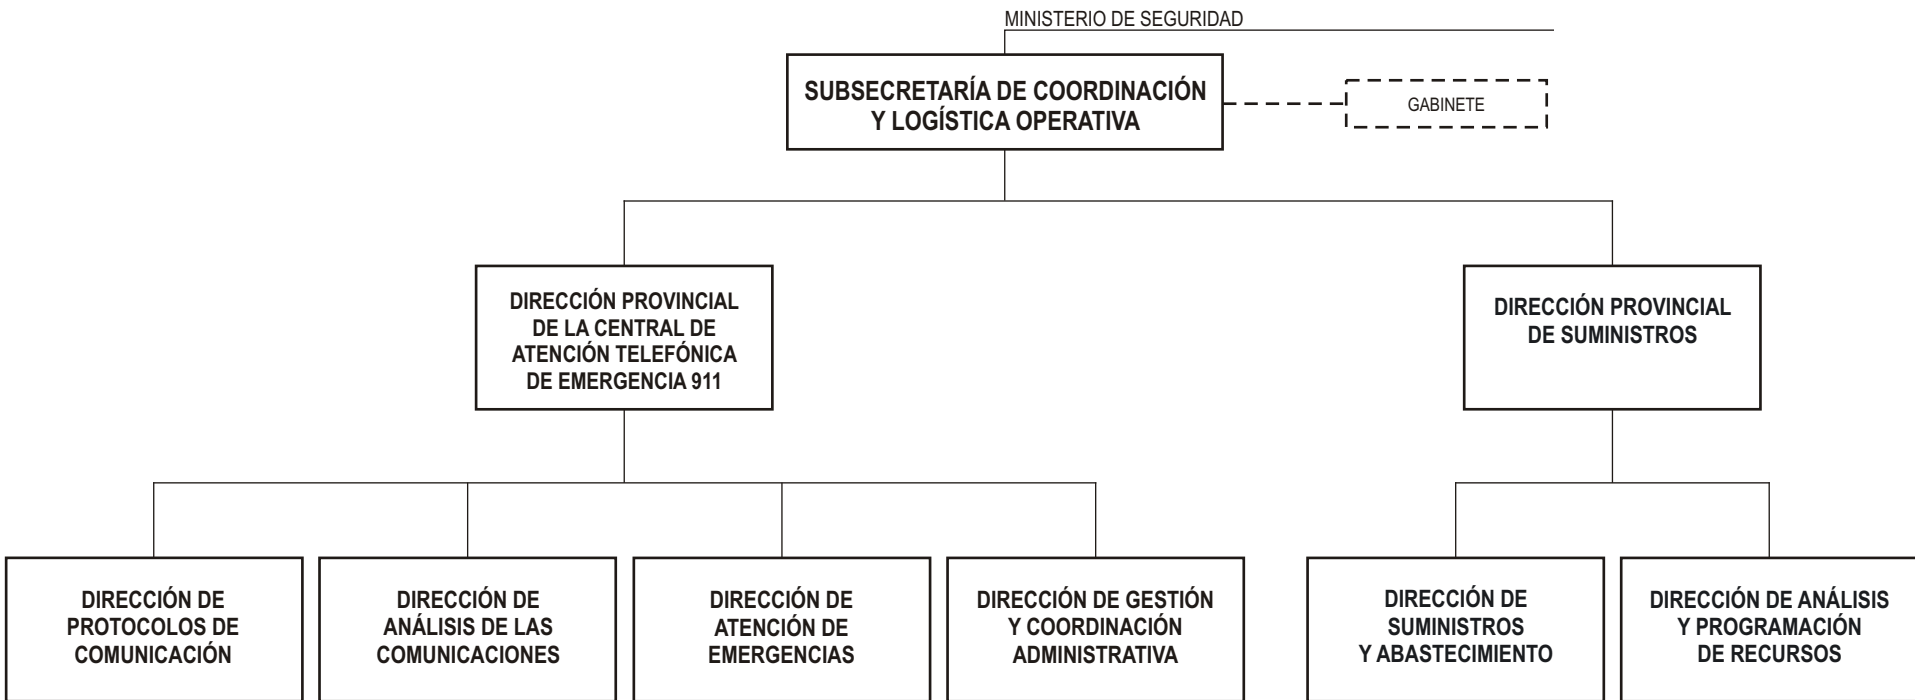 MINISTERIO DE SEGURIDAD
SUBSECRETARÍA DE COORDINACIÓN
Y LOGÍSTICA OPERATIVA
GABINETE
DIRECCIÓN PROVINCIAL
DE LA CENTRAL DE
ATENCIÓN TELEFÓNICA
DE EMERGENCIA 911
DIRECCIÓN PROVINCIAL
DE SUMINISTROS
DIRECCIÓN DE
PROTOCOLOS DE
COMUNICACIÓN
DIRECCIÓN DE
ANÁLISIS DE LAS
COMUNICACIONES
DIRECCIÓN DE
ATENCIÓN DE
EMERGENCIAS
DIRECCIÓN DE GESTIÓN
Y COORDINACIÓN
ADMINISTRATIVA
DIRECCIÓN DE
SUMINISTROS
Y ABASTECIMIENTO
DIRECCIÓN DE ANÁLISIS
Y PROGRAMACIÓN
DE RECURSOS